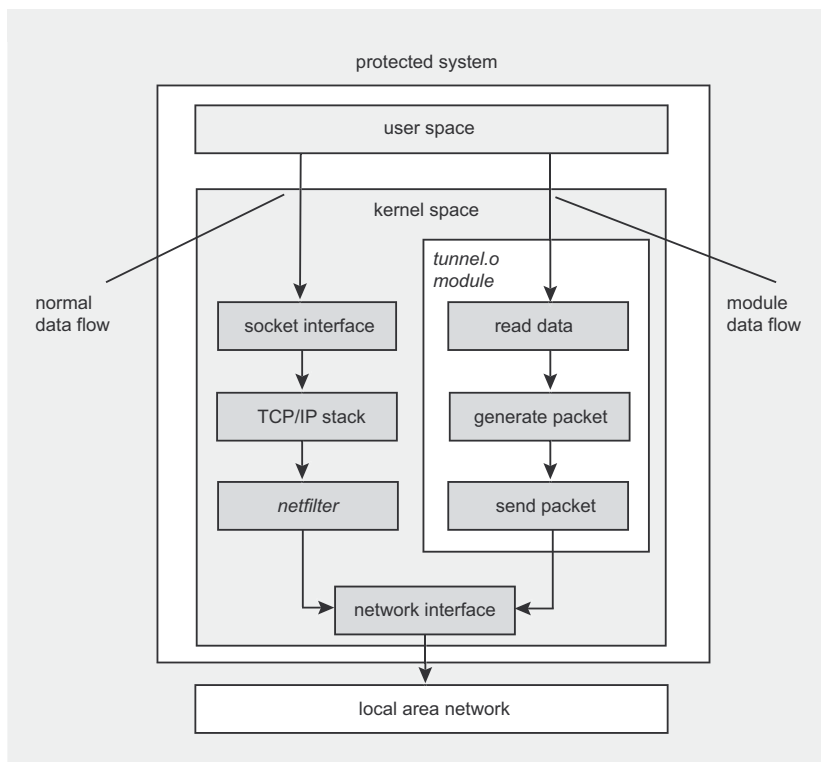 protected system
user space
kernel space
tunnel.o
module
normal
data flow
module
data flow
socket interface
read data
TCP/IP stack
generate packet
netfilter
send packet
network interface
local area network